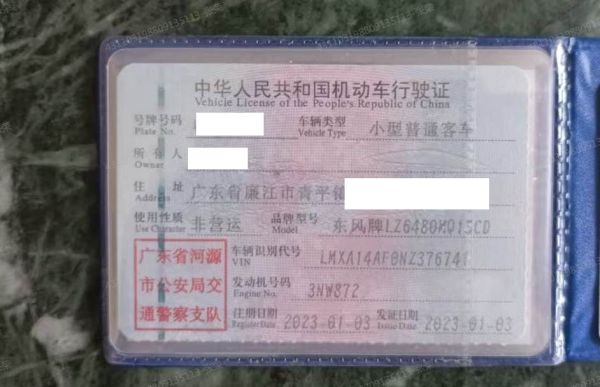 中华人民共和国机动车行驶证
Vehicle License of the People's Republic of China
号牌号码 车辆类型 小型普通客车
Plate No. Vehicle Type
所有人
Owner
住址 广东省廉江市青平镇
Address
使用性质 非营运 品牌型号 东风牌LZ6480MQ15CD
Use Character Model
广东省河源
市公安局交
通警察支队
车辆识别代号 LMXA14AF0NZ376741
VIN
发动机号码 3NW872
Engine No.
注册日期 2023-01-03 发证日期 2023-01-03
Register Date Issue Date